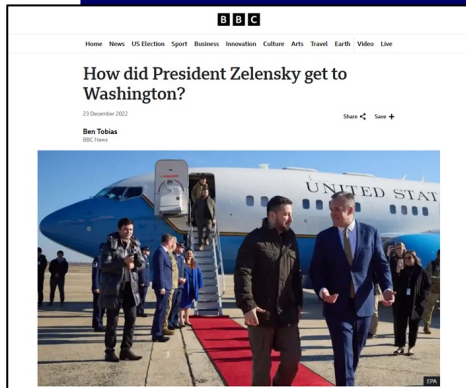 BBC
Home News US Election Sport Business Innovation Culture Arts Travel Earth Video Live
How did President Zelensky get to
Washington?
23 December 2022
Share Save
Ben Tobias
BBC News
UNITED STAT
EPA